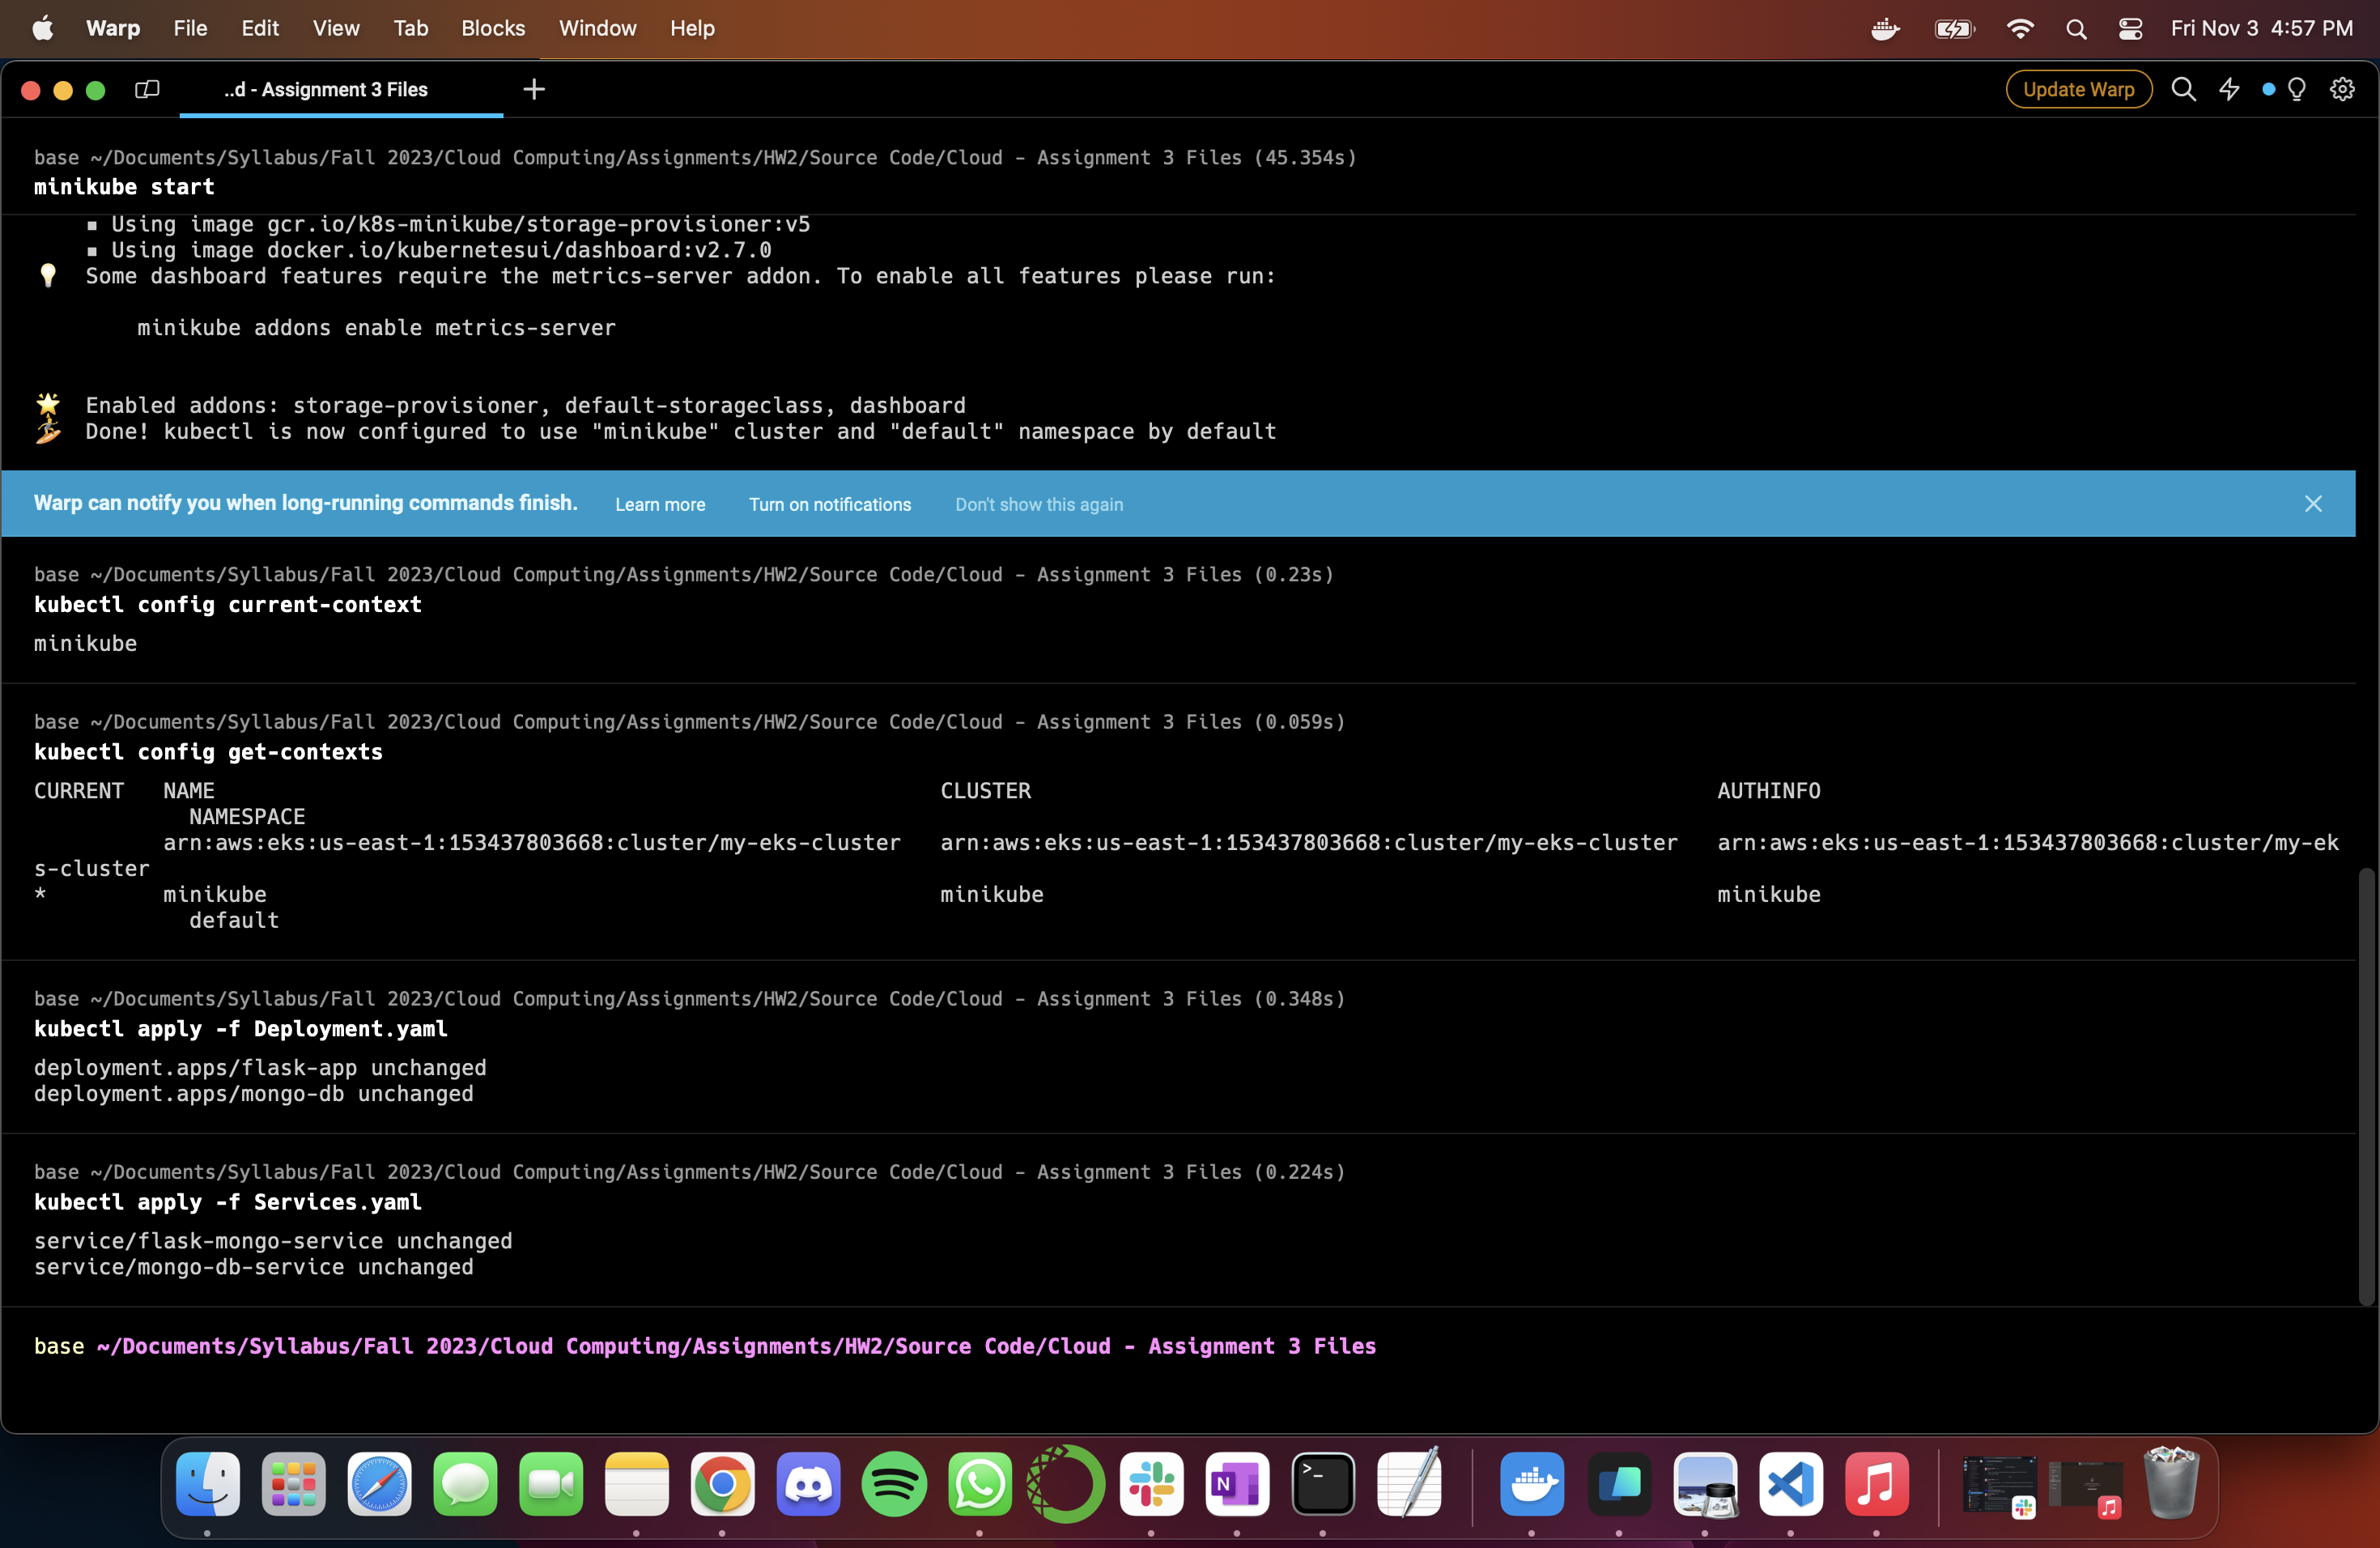 Warp File Edit View Tab Blocks Window Help Fri Nov 3 4:57 PM
..d - Assignment 3 Files + Update Warp
base ~/Documents/Syllabus/Fall 2023/Cloud Computing/Assignments/HW2/Source Code/Cloud - Assignment 3 Files (45.354s)
minikube start
▪ Using image gcr.io/k8s-minikube/storage-provisioner:v5
▪ Using image docker.io/kubernetesui/dashboard:v2.7.0
💡 Some dashboard features require the metrics-server addon. To enable all features please run:
minikube addons enable metrics-server
🌟 Enabled addons: storage-provisioner, default-storageclass, dashboard
🏄 Done! kubectl is now configured to use "minikube" cluster and "default" namespace by default
Warp can notify you when long-running commands finish. Learn more Turn on notifications Don't show this again
base ~/Documents/Syllabus/Fall 2023/Cloud Computing/Assignments/HW2/Source Code/Cloud - Assignment 3 Files (0.23s)
kubectl config current-context
minikube
base ~/Documents/Syllabus/Fall 2023/Cloud Computing/Assignments/HW2/Source Code/Cloud - Assignment 3 Files (0.059s)
kubectl config get-contexts
CURRENT NAME CLUSTER AUTHINFO
NAMESPACE
arn:aws:eks:us-east-1:153437803668:cluster/my-eks-cluster arn:aws:eks:us-east-1:153437803668:cluster/my-eks-cluster arn:aws:eks:us-east-1:153437803668:cluster/my-ek
s-cluster
* minikube minikube minikube
default
base ~/Documents/Syllabus/Fall 2023/Cloud Computing/Assignments/HW2/Source Code/Cloud - Assignment 3 Files (0.348s)
kubectl apply -f Deployment.yaml
deployment.apps/flask-app unchanged
deployment.apps/mongo-db unchanged
base ~/Documents/Syllabus/Fall 2023/Cloud Computing/Assignments/HW2/Source Code/Cloud - Assignment 3 Files (0.224s)
kubectl apply -f Services.yaml
service/flask-mongo-service unchanged
service/mongo-db-service unchanged
base ~/Documents/Syllabus/Fall 2023/Cloud Computing/Assignments/HW2/Source Code/Cloud - Assignment 3 Files